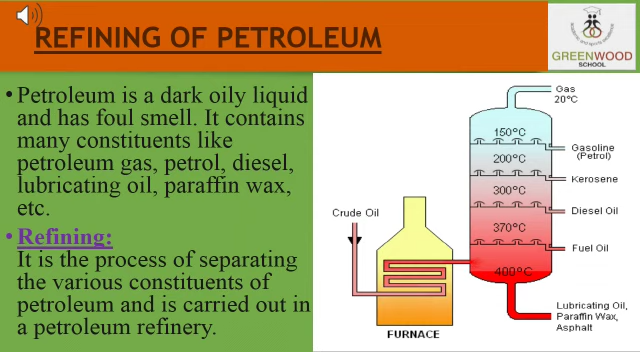 REFINING OF PETROLEUM
GREENWOOD
SCHOOL
• Petroleum is a dark oily liquid
and has foul smell. It contains
many constituents like
petroleum gas, petrol, diesel,
lubricating oil, paraffin wax,
etc.
• Refining:
It is the process of separating
the various constituents of
petroleum and is carried out in
a petroleum refinery.
Gas
20°C
150°C
Gasoline
(Petrol)
200°C
Kerosene
300°C
Diesel Oil
Crude Oil
370°C
Fuel Oil
400°C
Lubricating Oil,
Paraffin Wax,
Asphalt
FURNACE